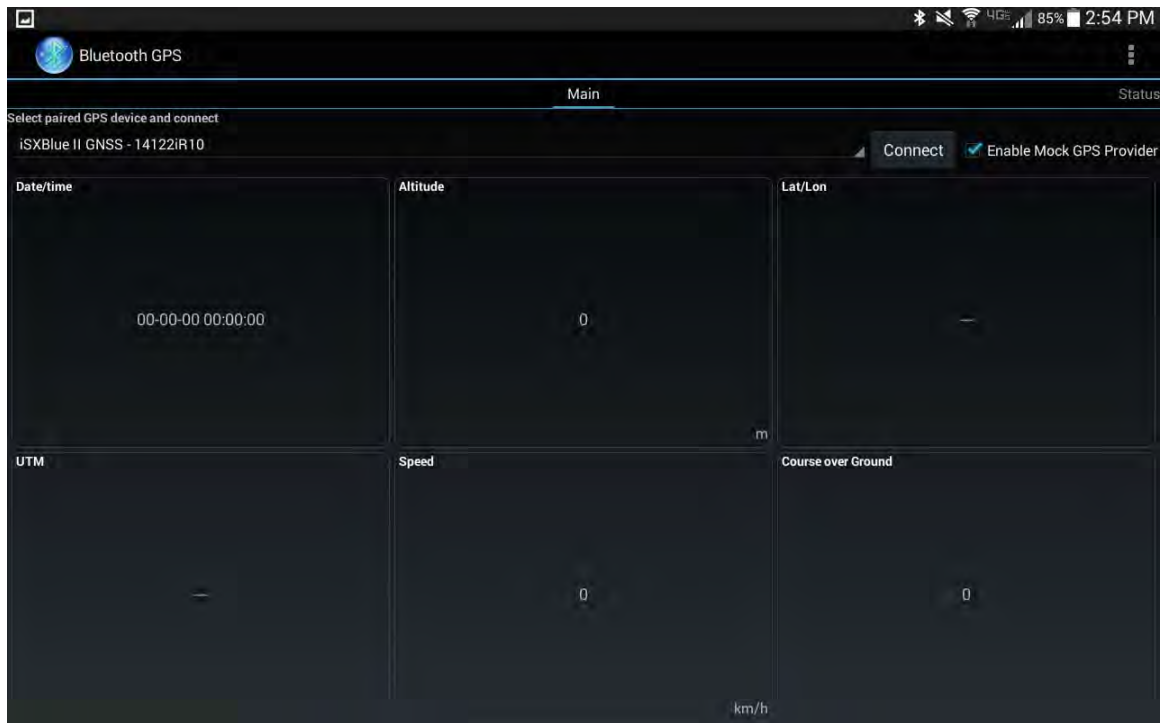 4GE 85% 2:54 PM
Bluetooth GPS
Main Status
Select paired GPS device and connect
iSXBlue II GNSS - 14122iR10 Connect Enable Mock GPS Provider
Date/time Altitude Lat/Lon
00-00-00 00:00:00 0 —
m
UTM Speed Course over Ground
— 0 0
km/h